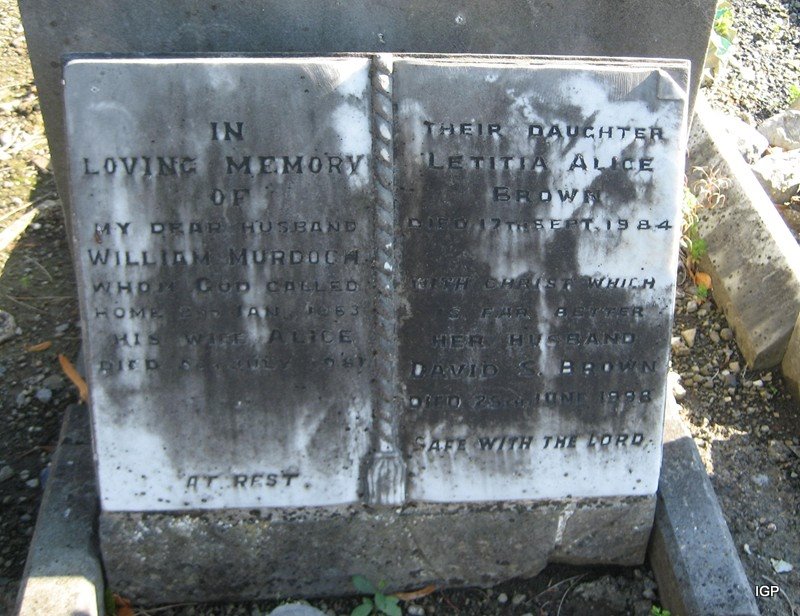 IN
LOVING MEMORY
OF
MY DEAR HUSBAND
WILLIAM MURDOCH
WHOM GOD CALLED
HOME JAN.
HIS WIFE ALICE
DIED JULY
AT REST
THEIR DAUGHTER
LETITIA ALICE
BROWN
DIED 17TH SEPT. 1984
WITH CHRIST WHICH
IS FAR BETTER
HER HUSBAND
DAVID S. BROWN
DIED 25TH JUNE 1998
SAFE WITH THE LORD
IGP